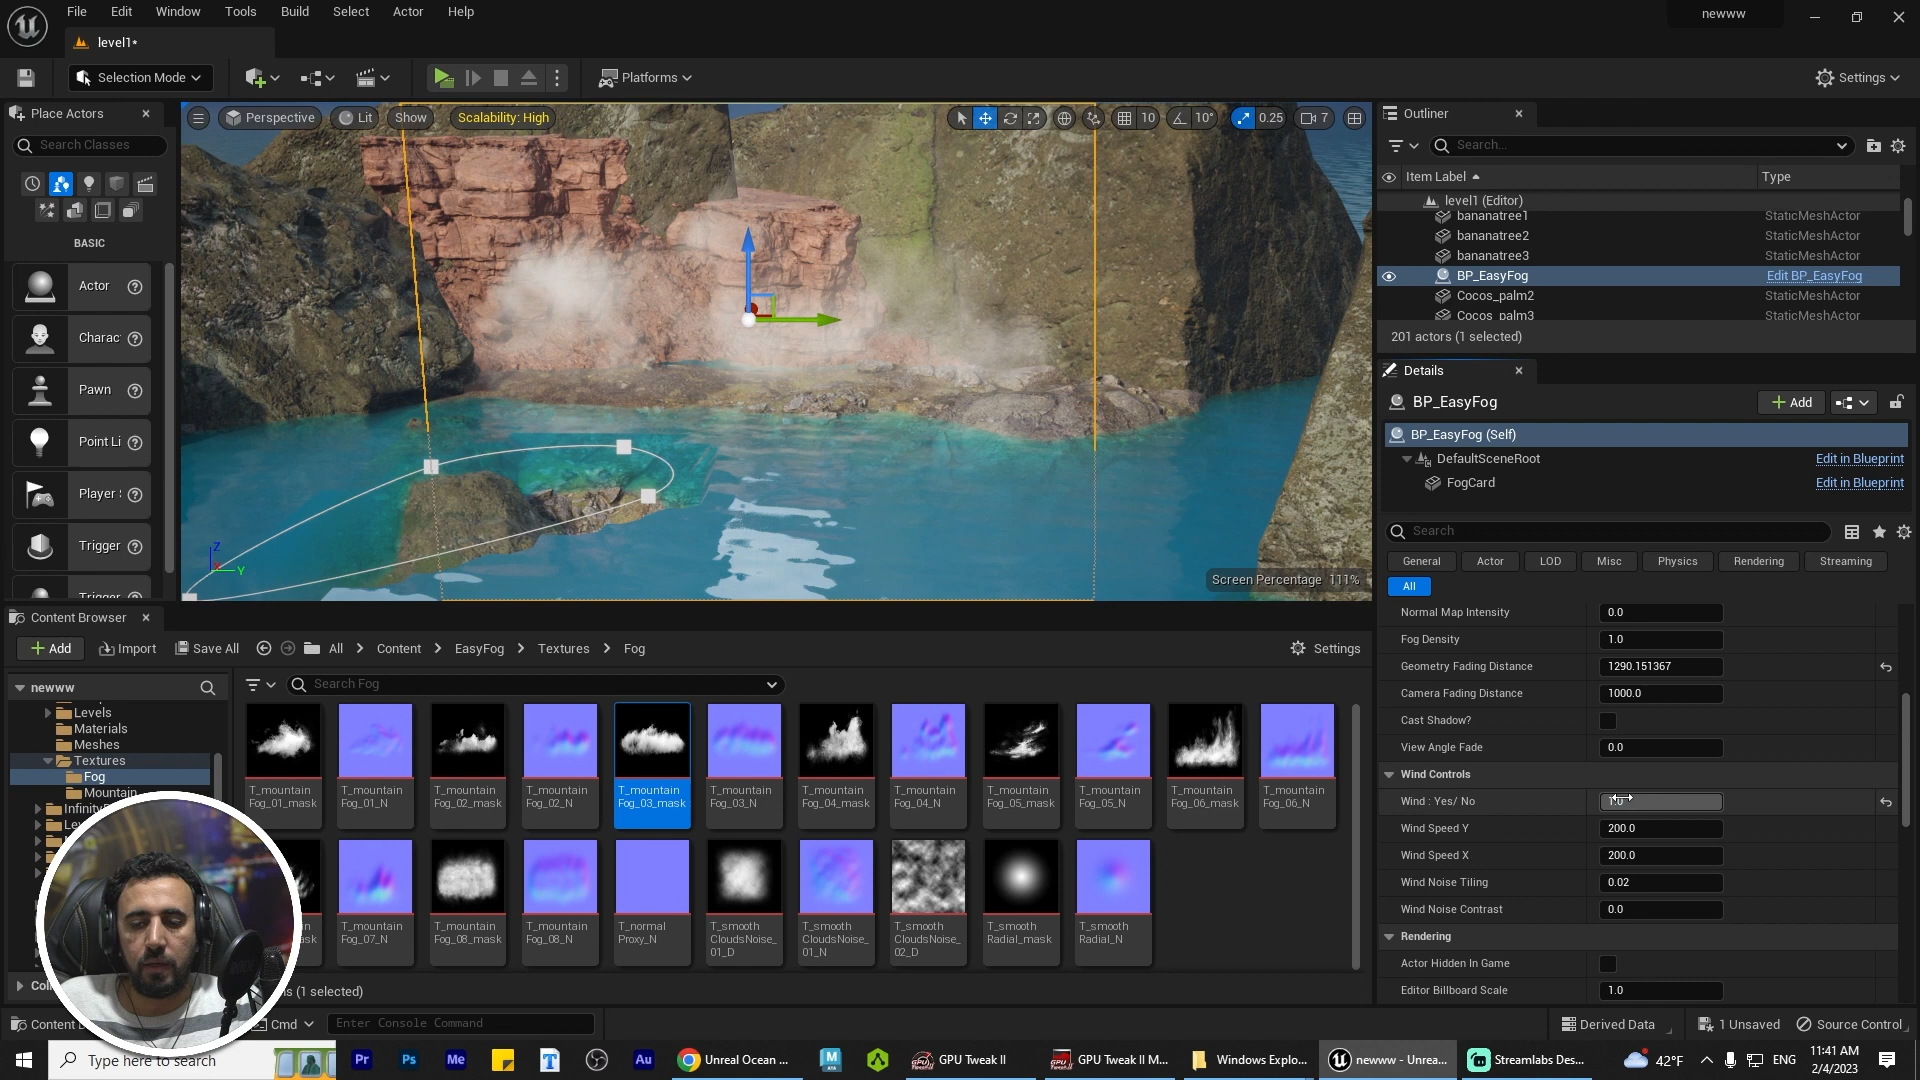 File Edit Window Tools Build Select Actor Help
newww
level1*
Selection Mode
Platforms
Settings
Place Actors
Search Classes
BASIC
Actor
Charac
Pawn
Point Li
Player
Trigger
Trigger
Perspective Lit Show Scalability: High
10 10° 0.25 7
Z
Y
Screen Percentage 111%
Outliner
Search...
Item Label Type
level1 (Editor)
bananatree1 StaticMeshActor
bananatree2 StaticMeshActor
bananatree3 StaticMeshActor
BP_EasyFog Edit BP_EasyFog
Cocos_palm2 StaticMeshActor
Cocos_palm3 StaticMeshActor
201 actors (1 selected)
Details
BP_EasyFog
Add
BP_EasyFog (Self)
DefaultSceneRoot Edit in Blueprint
FogCard Edit in Blueprint
Search
General Actor LOD Misc Physics Rendering Streaming
All
Normal Map Intensity 0.0
Fog Density 1.0
Geometry Fading Distance 1290.151367
Camera Fading Distance 1000.0
Cast Shadow?
View Angle Fade 0.0
Wind Controls
Wind : Yes/ No
Wind Speed Y 200.0
Wind Speed X 200.0
Wind Noise Tiling 0.02
Wind Noise Contrast 0.0
Rendering
Actor Hidden In Game
Editor Billboard Scale 1.0
Content Browser
Add Import Save All All > Content > EasyFog > Textures > Fog Settings
newww
Search Fog
Levels
Materials
Meshes
Textures
Fog
Mountain
T_mountain
Fog_01_mask
T_mountain
Fog_01_N
T_mountain
Fog_02_mask
T_mountain
Fog_02_N
T_mountain
Fog_03_mask
T_mountain
Fog_03_N
T_mountain
Fog_04_mask
T_mountain
Fog_04_N
T_mountain
Fog_05_mask
T_mountain
Fog_05_N
T_mountain
Fog_06_mask
T_mountain
Fog_06_N
T_mountain
Fog_07_N
T_mountain
Fog_08_mask
T_mountain
Fog_08_N
T_normal
Proxy_N
T_smooth
CloudsNoise_
01_D
T_smooth
CloudsNoise_
01_N
T_smooth
CloudsNoise_
02_D
T_smooth
Radial_mask
T_smooth
Radial_N
(1 selected)
Cmd Enter Console Command
Derived Data 1 Unsaved Source Control
Type here to search
Pr Ps Me T Au Unreal Ocean ... GPU Tweak II GPU Tweak II M... Windows Explo... newww - Unrea... Streamlabs Des...
42°F ENG
11:41 AM
2/4/2023